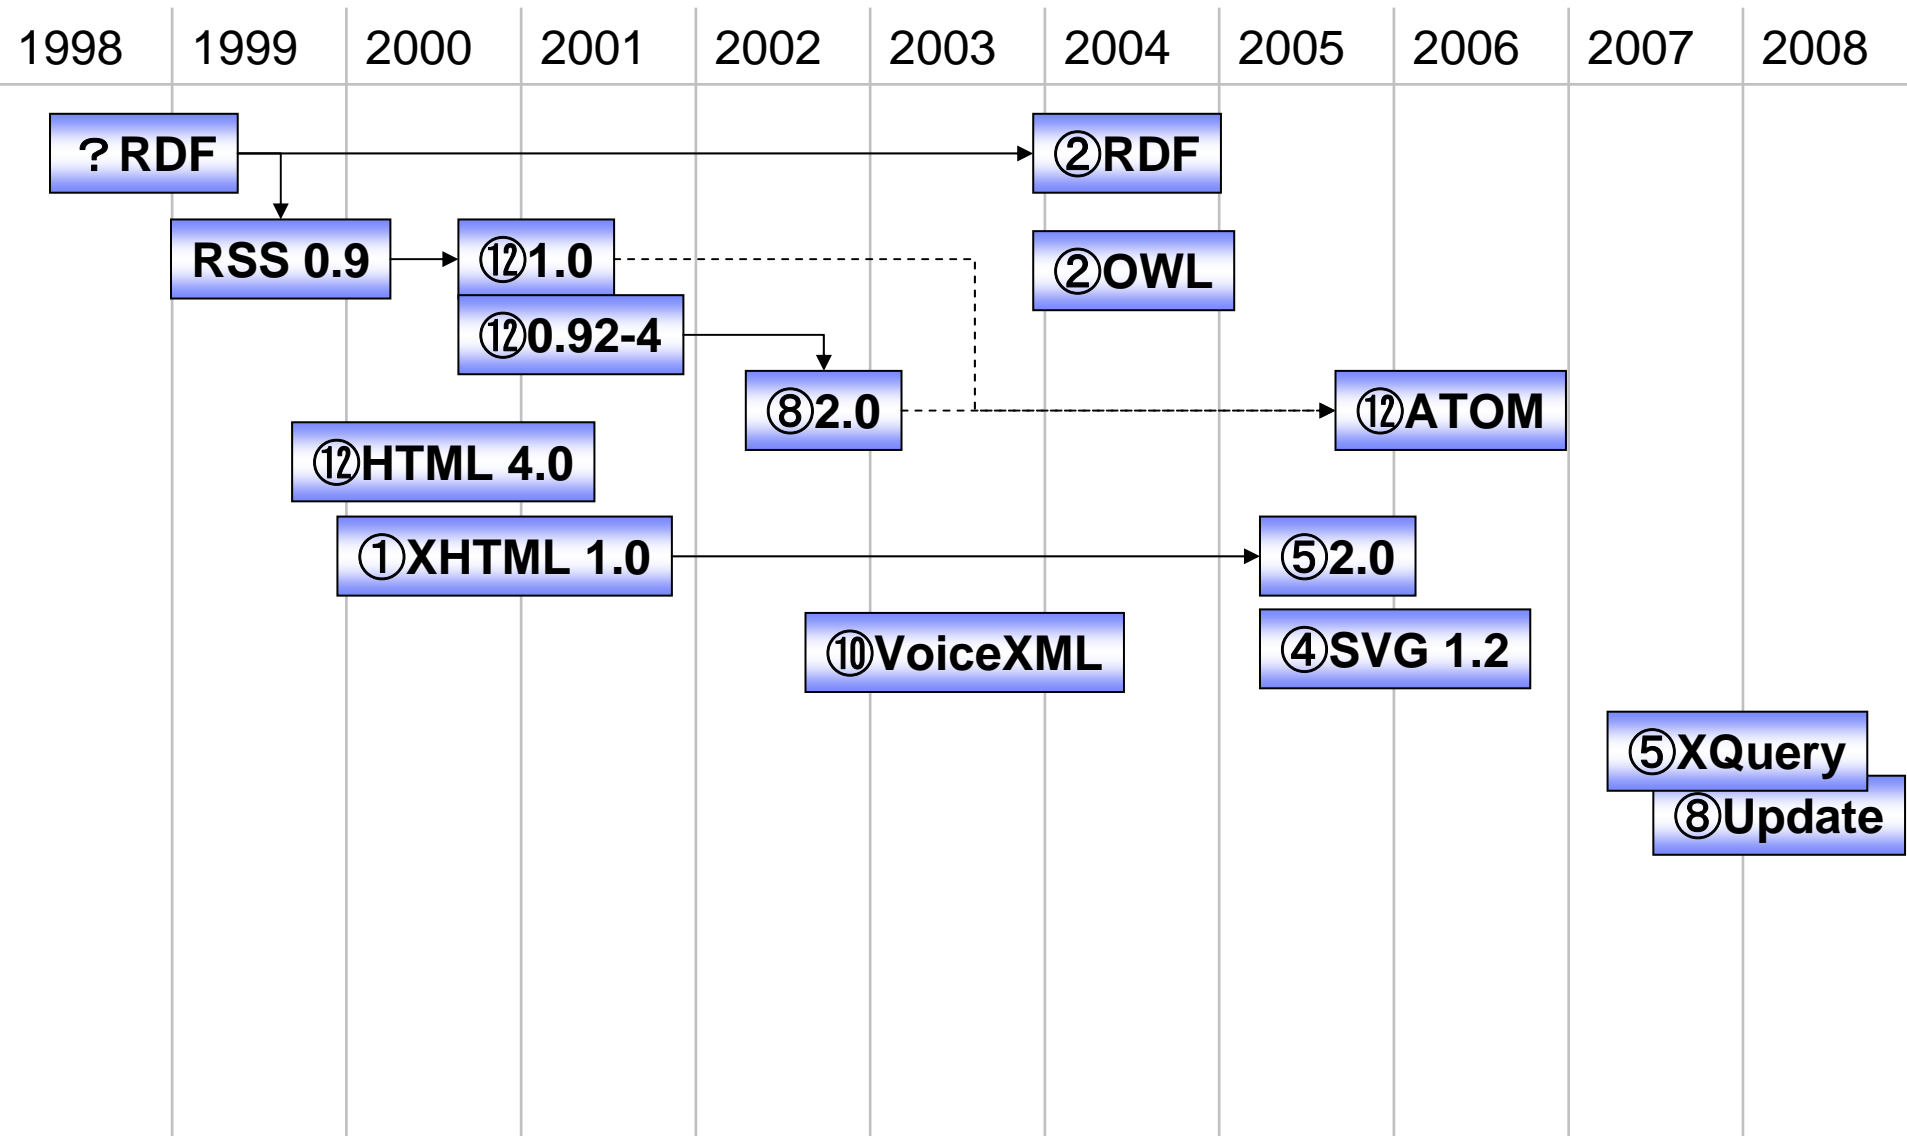 1998 1999 2000 2001 2002 2003 2004 2005 2006 2007 2008
？RDF
②RDF
RSS 0.9
⑫1.0
②OWL
⑫0.92-4
⑧2.0
⑫ATOM
⑫HTML 4.0
①XHTML 1.0
⑤2.0
⑩VoiceXML
④SVG 1.2
⑤XQuery
⑧Update